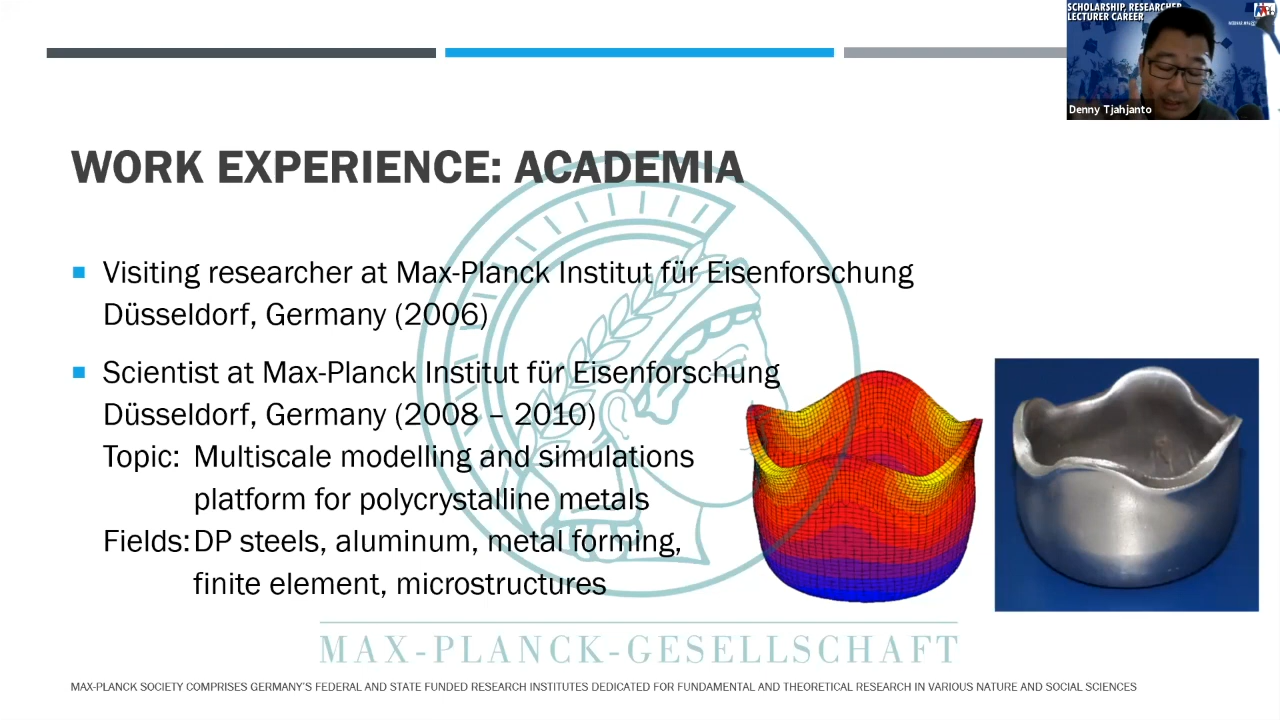 SCHOLARSHIP, RESEARCHER
LECTURER CAREER
Denny Tjahjanto
WORK EXPERIENCE: ACADEMIA
Visiting researcher at Max-Planck Institut für Eisenforschung
Düsseldorf, Germany (2006)
Scientist at Max-Planck Institut für Eisenforschung
Düsseldorf, Germany (2008 – 2010)
Topic: Multiscale modelling and simulations
platform for polycrystalline metals
Fields: DP steels, aluminum, metal forming,
finite element, microstructures
MAX-PLANCK-GESELLSCHAFT
MAX-PLANCK SOCIETY COMPRISES GERMANY'S FEDERAL AND STATE FUNDED RESEARCH INSTITUTES DEDICATED FOR FUNDAMENTAL AND THEORETICAL RESEARCH IN VARIOUS NATURE AND SOCIAL SCIENCES